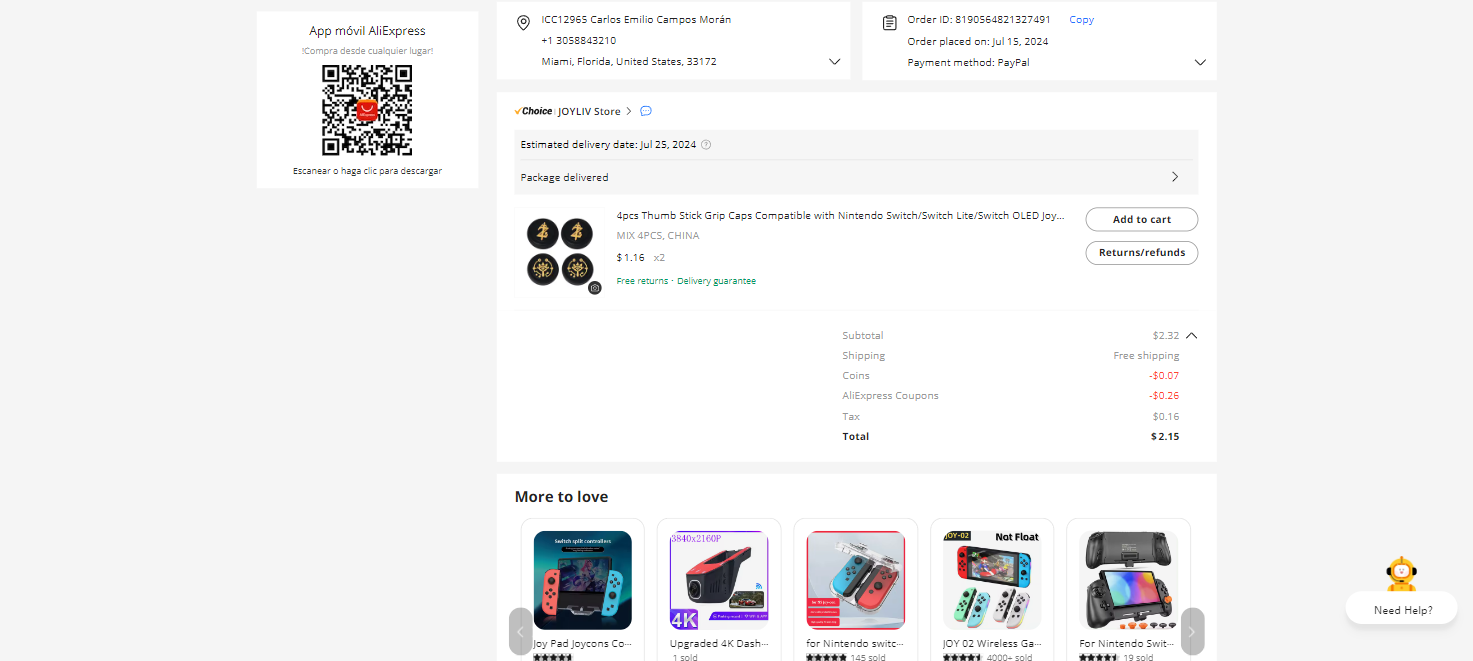 App móvil AliExpress
!Compra desde cualquier lugar!
AliExpress
Escanear o haga clic para descargar
ICC12965 Carlos Emilio Campos Morán
+1 3058843210
Miami, Florida, United States, 33172
Order ID: 8190564821327491 Copy
Order placed on: Jul 15, 2024
Payment method: PayPal
Choice JOYLIV Store
Estimated delivery date: Jul 25, 2024
Package delivered
4pcs Thumb Stick Grip Caps Compatible with Nintendo Switch/Switch Lite/Switch OLED Joy...
MIX 4PCS, CHINA
$1.16 x2
Free returns · Delivery guarantee
Add to cart
Returns/refunds
Subtotal $2.32
Shipping Free shipping
Coins -$0.07
AliExpress Coupons -$0.26
Tax $0.16
Total $2.15
More to love
Switch split controllers
Joy Pad Joycons Co...
3840x2160P
4K
Upgraded 4K Dash...
1 sold
for Nintendo switc...
145 sold
JOY-02
Not Float
JOY 02 Wireless Ga...
4000+ sold
For Nintendo Swit...
19 sold
Need Help?